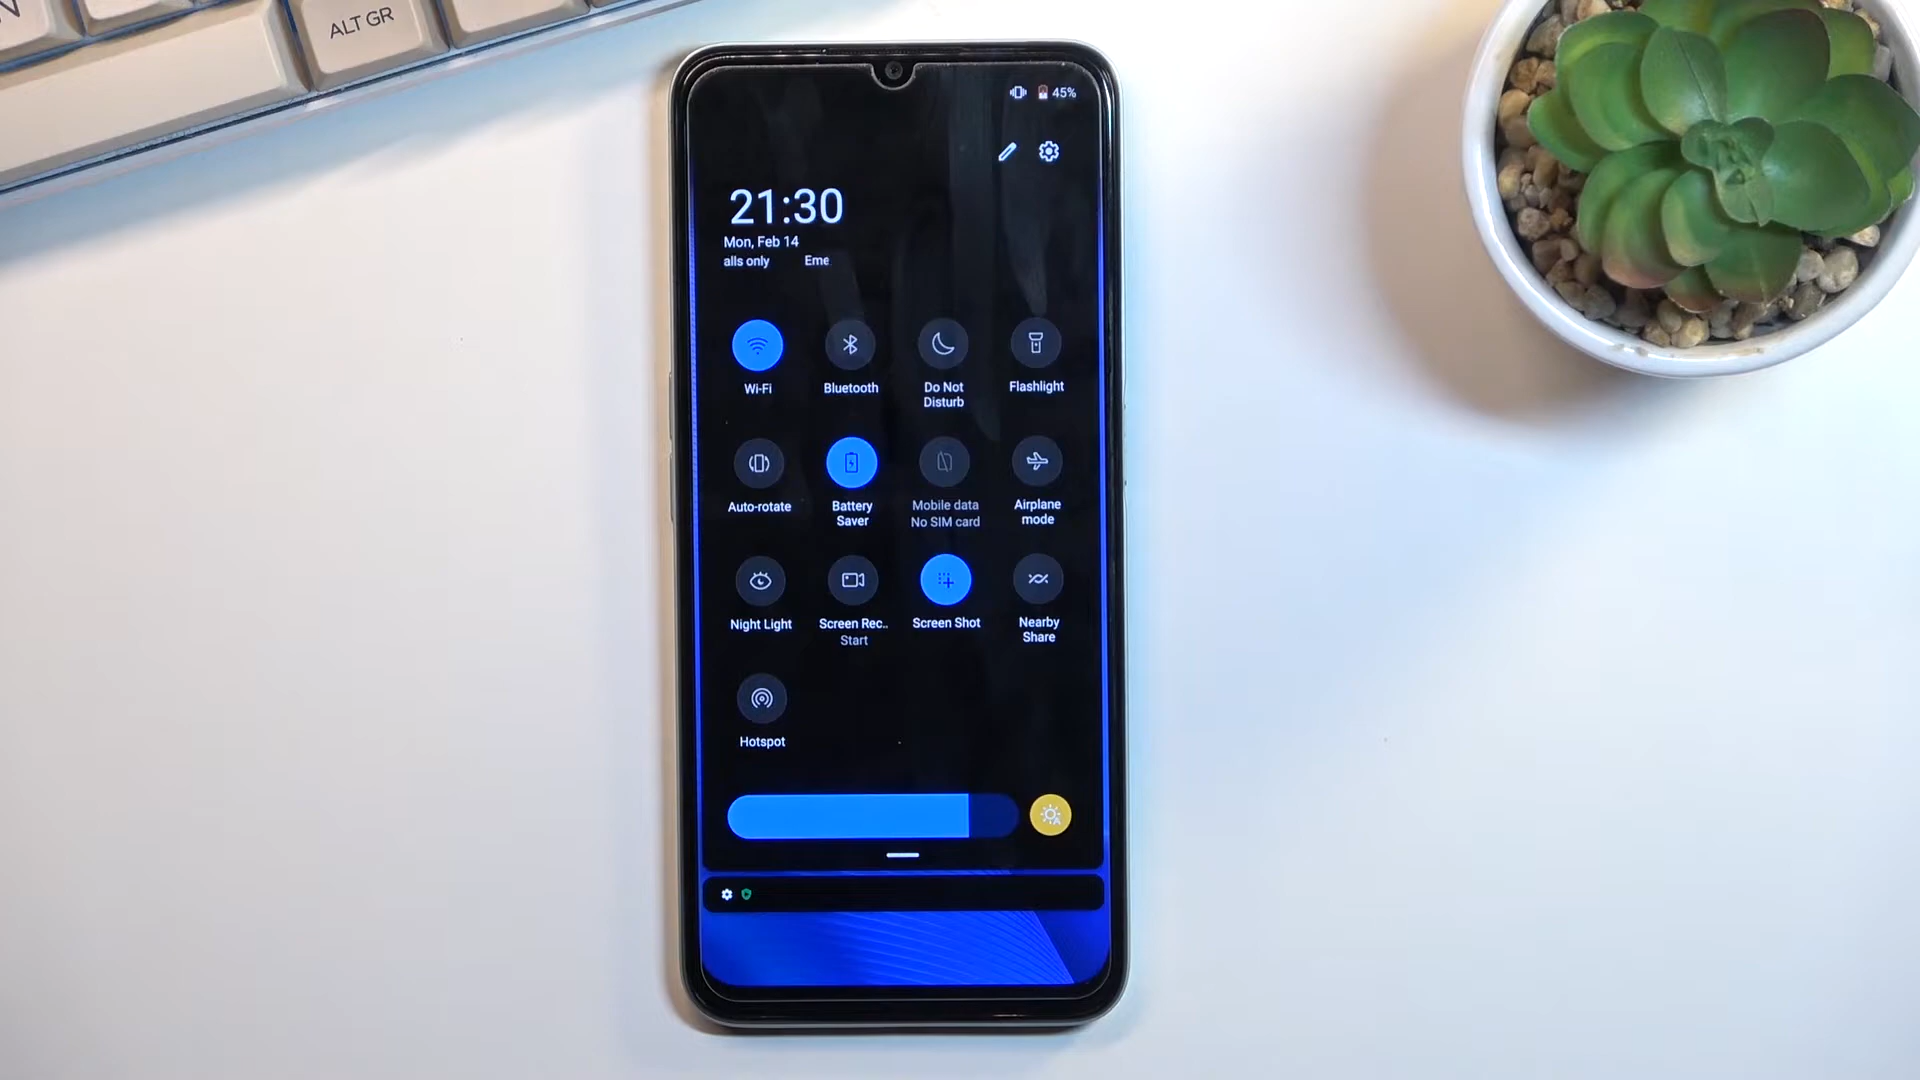 ALT GR
45%
21:30
Mon, Feb 14
alls only Eme
Wi-Fi
Bluetooth
Do Not
Disturb
Flashlight
Auto-rotate
Battery
Saver
Mobile data
No SIM card
Airplane
mode
Night Light
Screen Rec..
Start
Screen Shot
Nearby
Share
Hotspot